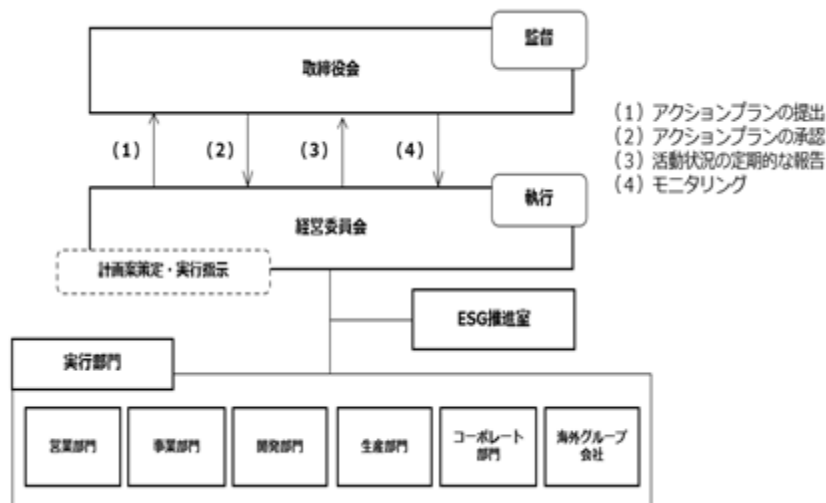 監督
取締役会
(1)
(2)
(3)
(4)
(1) アクションプランの提出
(2) アクションプランの承認
(3) 活動状況の定期的な報告
(4) モニタリング
執行
経営委員会
計画案策定・実行指示
ESG推進室
実行部門
営業部門
事業部門
開発部門
生産部門
コーポレート
部門
海外グループ
会社